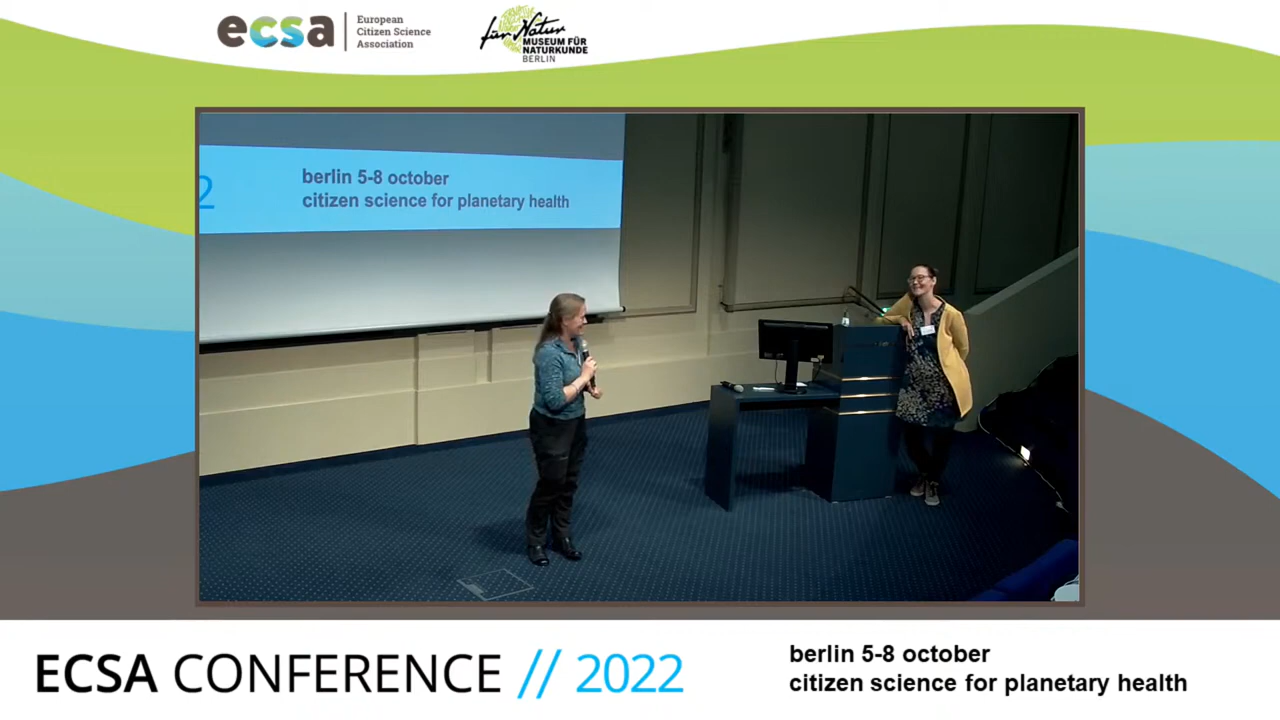 ecsa
European
Citizen Science
Association
für Natur
MUSEUM FÜR
NATURKUNDE
BERLIN
2
berlin 5-8 october
citizen science for planetary health
ECSA CONFERENCE // 2022
berlin 5-8 october
citizen science for planetary health